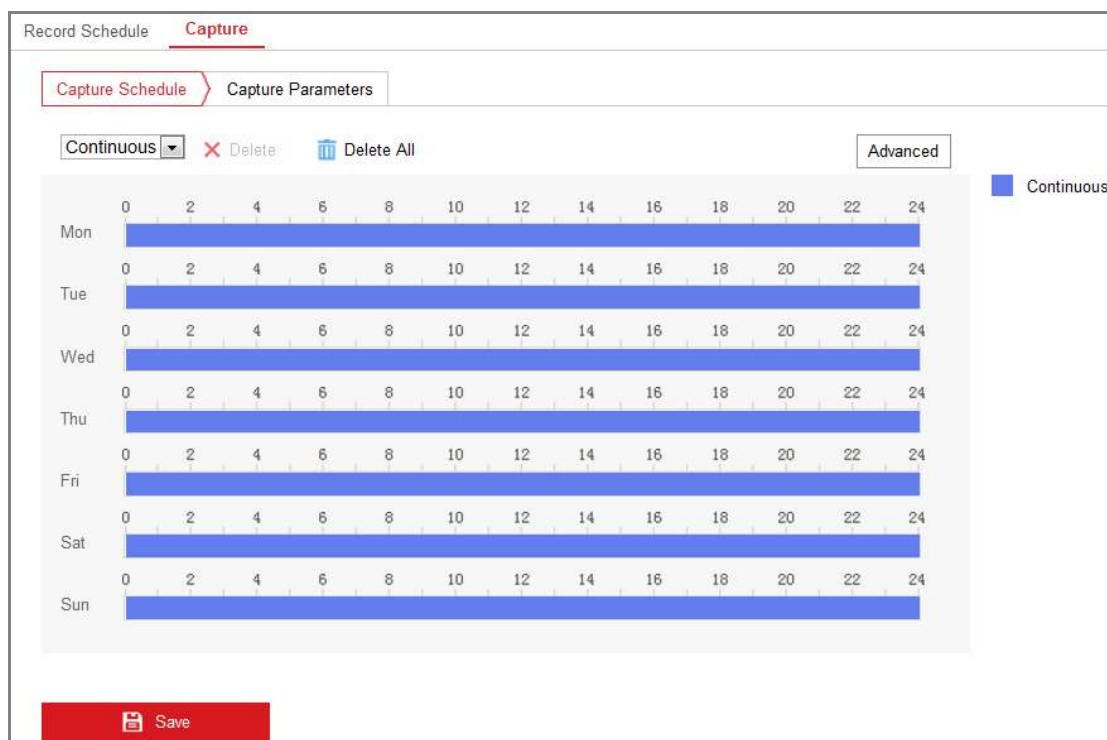 Record Schedule Capture
Capture Schedule Capture Parameters
Continuous Delete Delete All Advanced
Continuous
0 2 4 6 8 10 12 14 16 18 20 22 24
Mon
0 2 4 6 8 10 12 14 16 18 20 22 24
Tue
0 2 4 6 8 10 12 14 16 18 20 22 24
Wed
0 2 4 6 8 10 12 14 16 18 20 22 24
Thu
0 2 4 6 8 10 12 14 16 18 20 22 24
Fri
0 2 4 6 8 10 12 14 16 18 20 22 24
Sat
0 2 4 6 8 10 12 14 16 18 20 22 24
Sun
Save